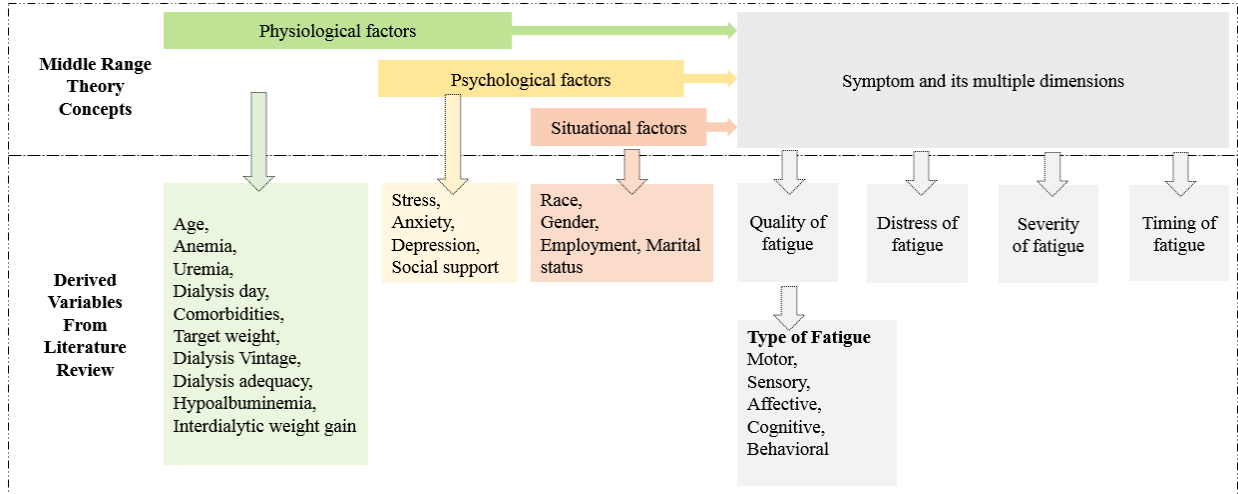 Physiological factors
Middle Range
Theory
Concepts
Psychological factors
Situational factors
Symptom and its multiple dimensions
Derived
Variables
From
Literature
Review
Age,
Anemia,
Uremia,
Dialysis day,
Comorbidities,
Target weight,
Dialysis Vintage,
Dialysis adequacy,
Hypoalbuminemia,
Interdialytic weight gain
Stress,
Anxiety,
Depression,
Social support
Race,
Gender,
Employment, Marital
status
Quality of
fatigue
Distress of
fatigue
Severity
of fatigue
Timing of
fatigue
Type of Fatigue
Motor,
Sensory,
Affective,
Cognitive,
Behavioral